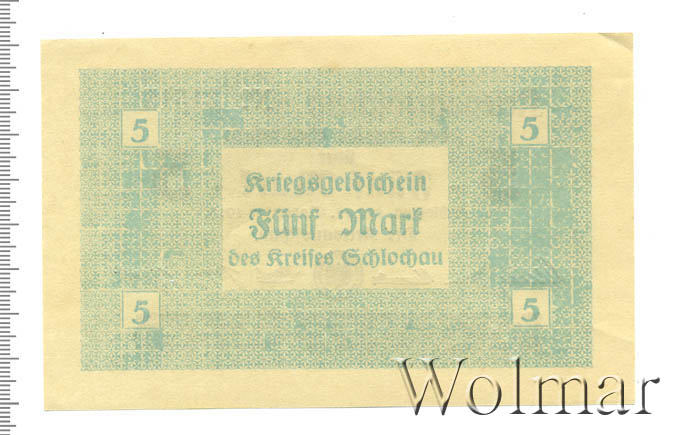 5 5
Kriegsgeldschein
Fünf Mark
des Kreises Schlochau
5 5
Wolmar